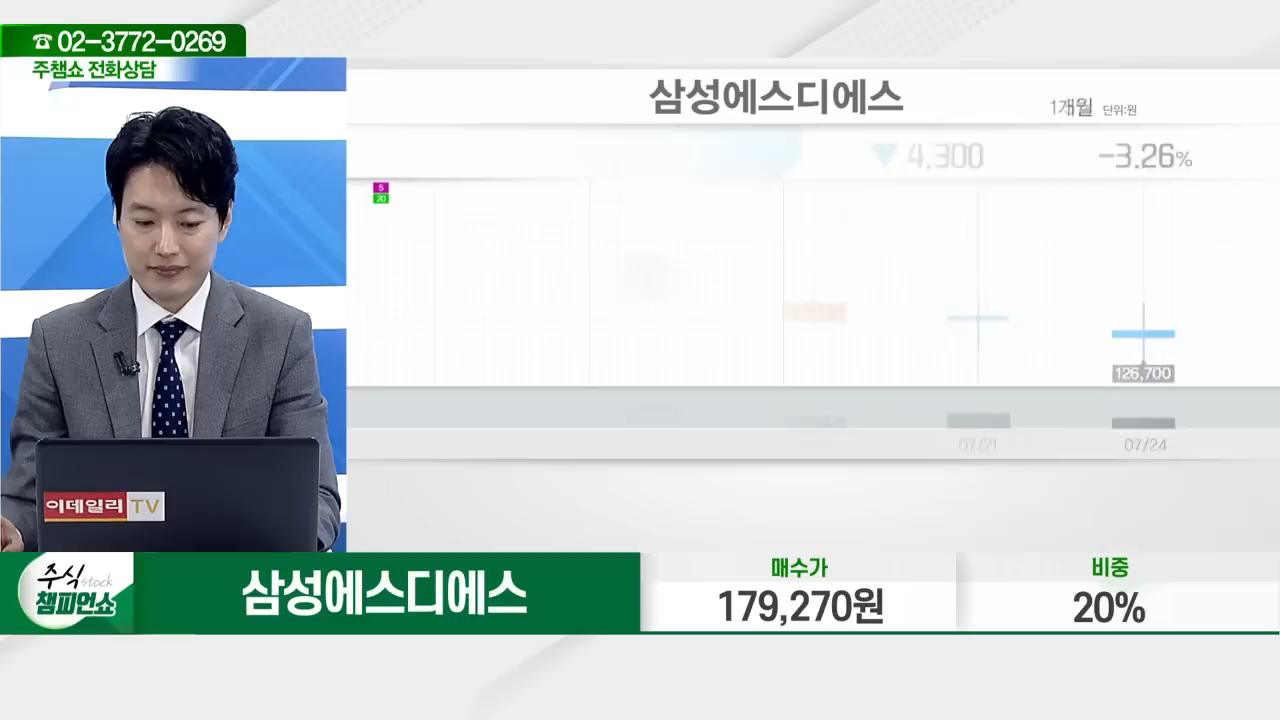 ☎ 02-3772-0269
주챔쇼 전화상담
삼성에스디에스
1개월 단위:원
▼ 4,300 -3.26%
5
20
126,700
07/21 07/24
이데일리 TV
주식 stock
챔피언쇼
삼성에스디에스
매수가
179,270원
비중
20%